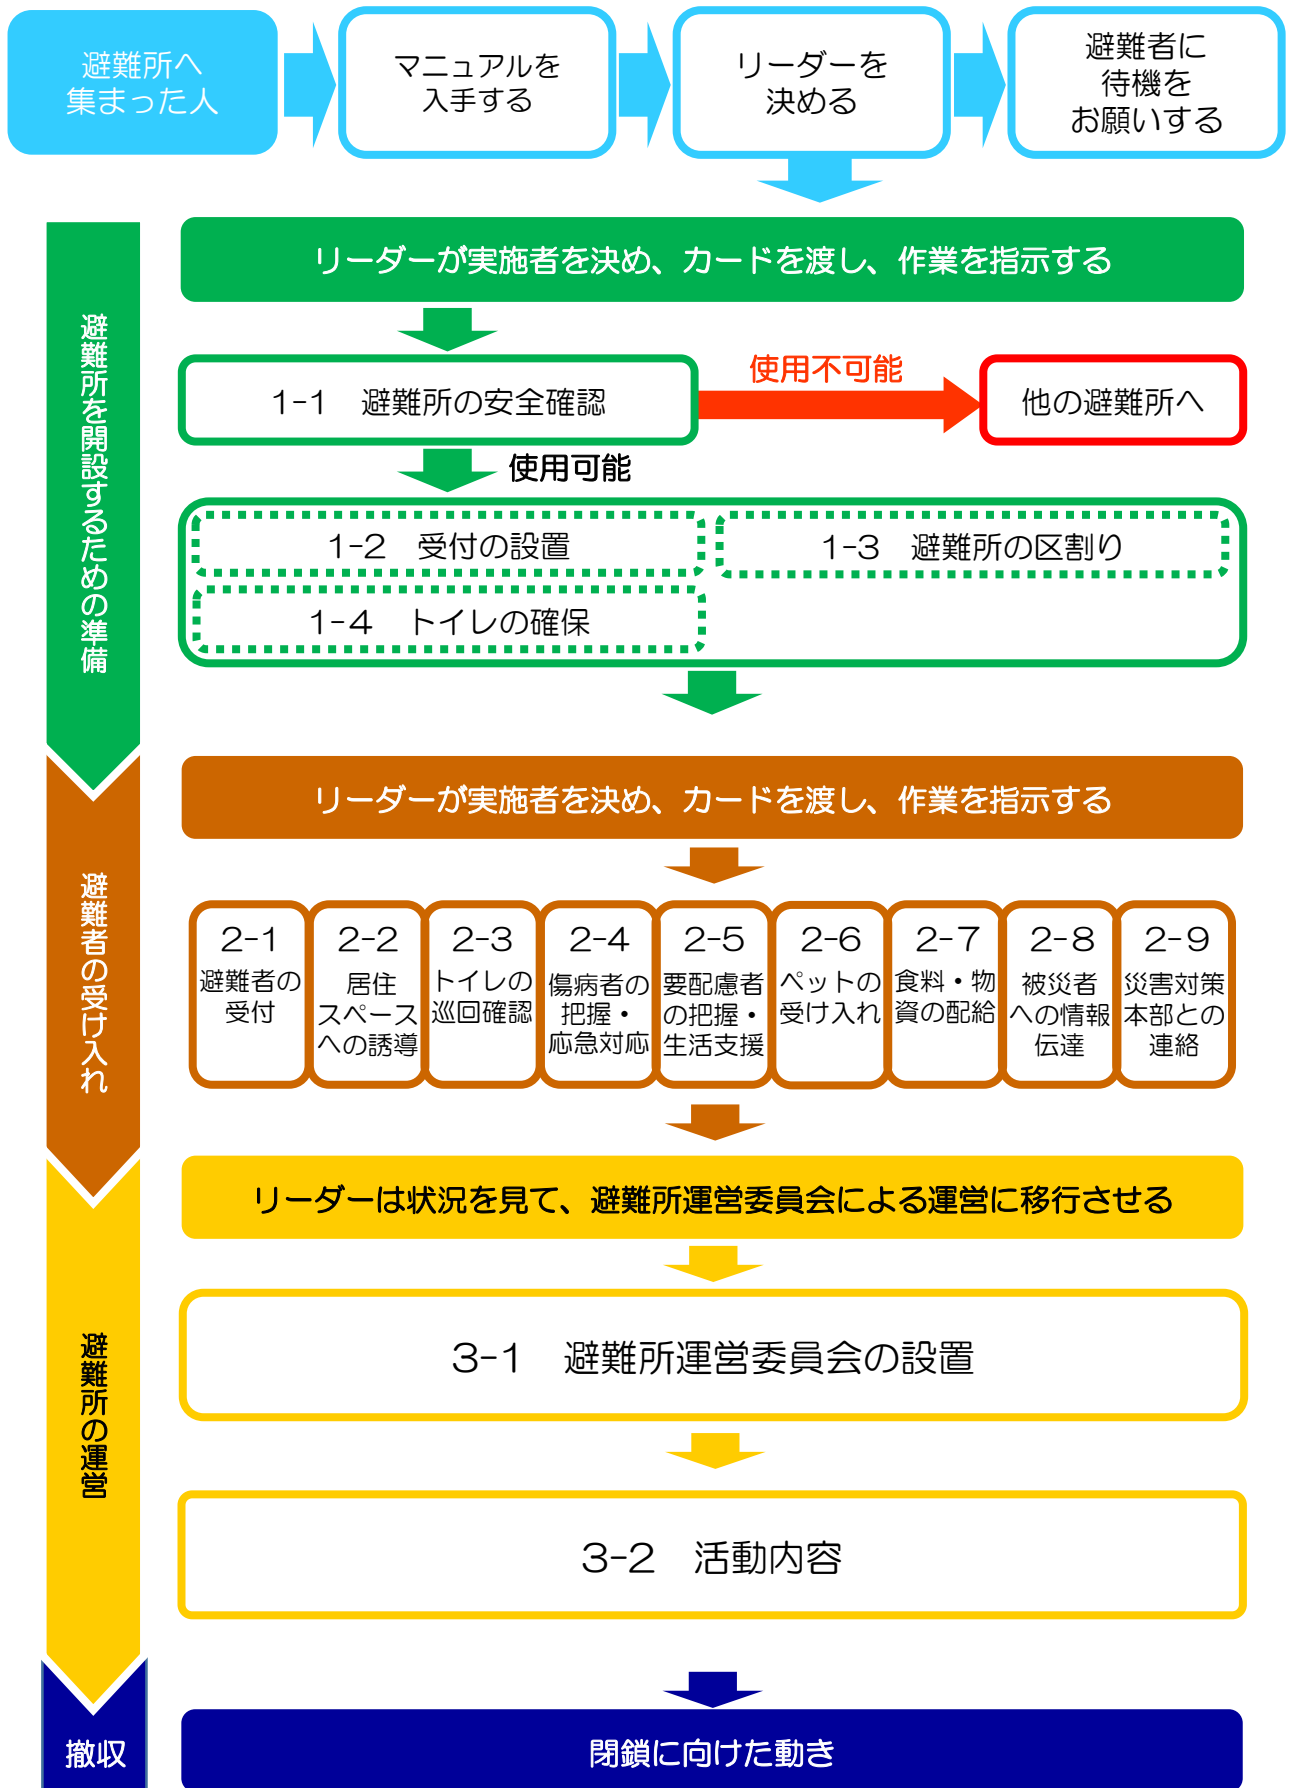 避難所へ
集まった人
マニュアルを
入手する
リーダーを
決める
避難者に
待機を
お願いする
避難所を開設するための準備
リーダーが実施者を決め、カードを渡し、作業を指示する
1-1 避難所の安全確認
使用不可能
他の避難所へ
使用可能
1-2 受付の設置
1-3 避難所の区割り
1-4 トイレの確保
避難者の受け入れ
リーダーが実施者を決め、カードを渡し、作業を指示する
2-1
避難者の
受付
2-2
居住
スペース
への誘導
2-3
トイレの
巡回確認
2-4
傷病者の
把握・
応急対応
2-5
要配慮者
の把握・
生活支援
2-6
ペットの
受け入れ
2-7
食料・物
資の配給
2-8
被災者
への情報
伝達
2-9
災害対策
本部との
連絡
避難所の運営
リーダーは状況を見て、避難所運営委員会による運営に移行させる
3-1 避難所運営委員会の設置
3-2 活動内容
撤収
閉鎖に向けた動き